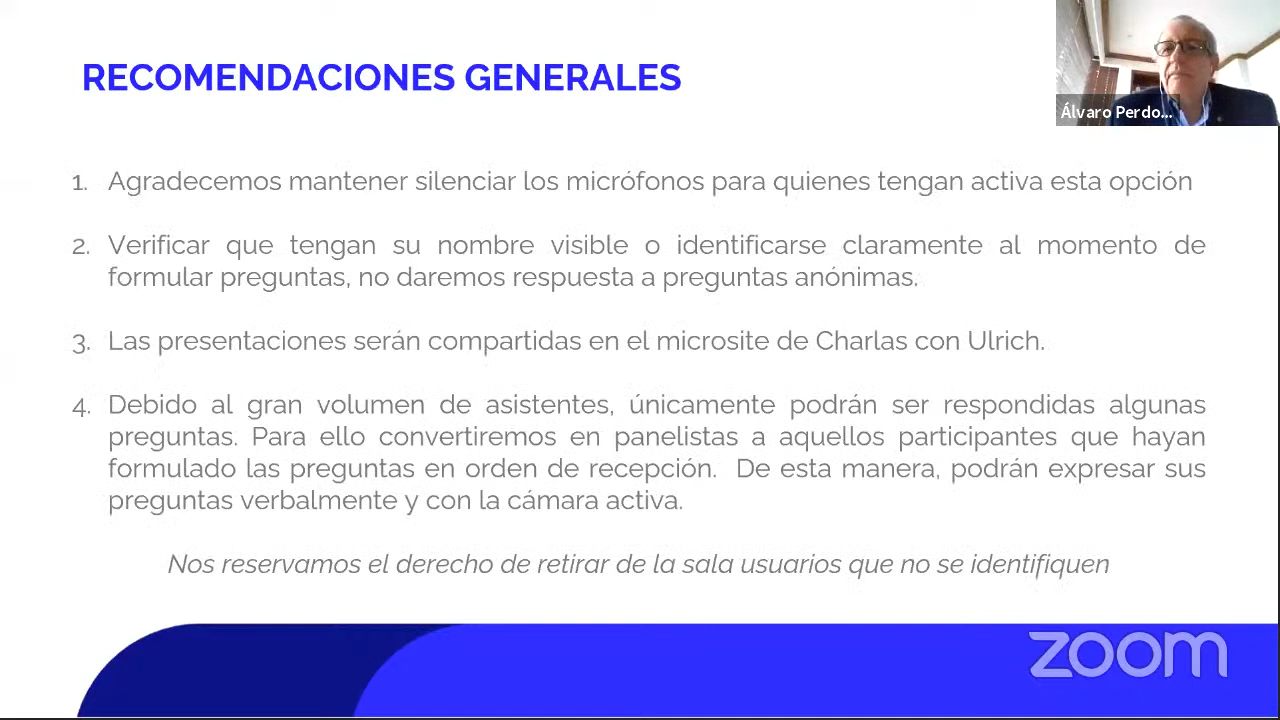 RECOMENDACIONES GENERALES
Álvaro Perdo...
1. Agradecemos mantener silenciar los micrófonos para quienes tengan activa esta opción
2. Verificar que tengan su nombre visible o identificarse claramente al momento de
formular preguntas, no daremos respuesta a preguntas anónimas.
3. Las presentaciones serán compartidas en el microsite de Charlas con Ulrich.
4. Debido al gran volumen de asistentes, únicamente podrán ser respondidas algunas
preguntas. Para ello convertiremos en panelistas a aquellos participantes que hayan
formulado las preguntas en orden de recepción. De esta manera, podrán expresar sus
preguntas verbalmente y con la cámara activa.
Nos reservamos el derecho de retirar de la sala usuarios que no se identifiquen
zoom